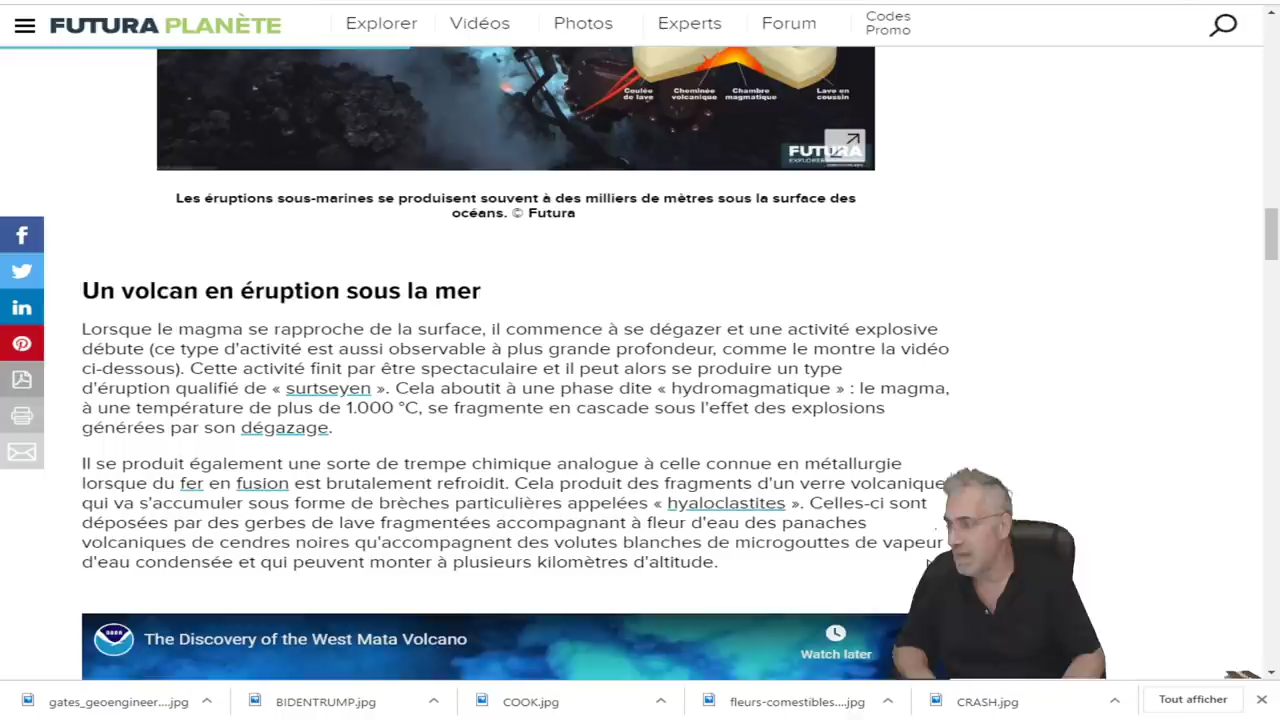 FUTURA PLANÈTE
Explorer
Vidéos
Photos
Experts
Forum
Codes
Promo
Coulée
de lave
Cheminée
volcanique
Chambre
magmatique
Lave en
coussin
FUTURA
Les éruptions sous-marines se produisent souvent à des milliers de mètres sous la surface des
océans. © Futura
Un volcan en éruption sous la mer
Lorsque le magma se rapproche de la surface, il commence à se dégazer et une activité explosive
débute (ce type d'activité est aussi observable à plus grande profondeur, comme le montre la vidéo
ci-dessous). Cette activité finit par être spectaculaire et il peut alors se produire un type
d'éruption qualifié de « surtseyen ». Cela aboutit à une phase dite « hydromagmatique » : le magma,
à une température de plus de 1.000 °C, se fragmente en cascade sous l'effet des explosions
générées par son dégazage.
Il se produit également une sorte de trempe chimique analogue à celle connue en métallurgie
lorsque du fer en fusion est brutalement refroidit. Cela produit des fragments d'un verre volcanique
qui va s'accumuler sous forme de brèches particulières appelées « hyaloclastites ». Celles-ci sont
déposées par des gerbes de lave fragmentées accompagnant à fleur d'eau des panaches
volcaniques de cendres noires qu'accompagnent des volutes blanches de microgouttes de vapeur
d'eau condensée et qui peuvent monter à plusieurs kilomètres d'altitude.
The Discovery of the West Mata Volcano
Watch later
gates_geoengineer....jpg
BIDENTRUMP.jpg
COOK.jpg
fleurs-comestibles....jpg
CRASH.jpg
Tout afficher